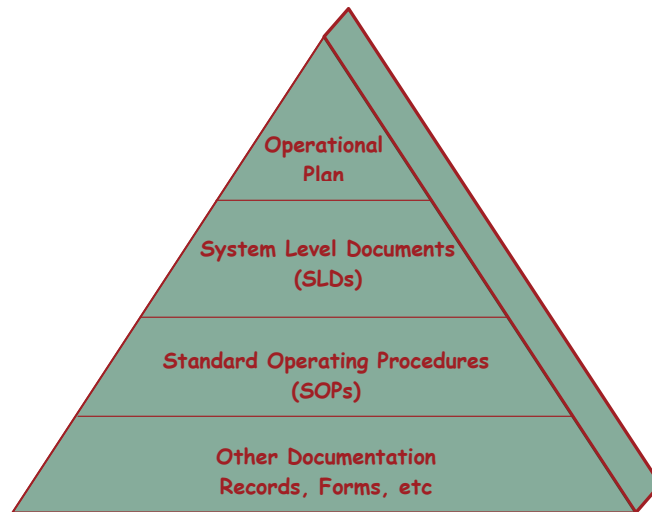 Operational
Plan
System Level Documents
(SLDs)
Standard Operating Procedures
(SOPs)
Other Documentation
Records, Forms, etc